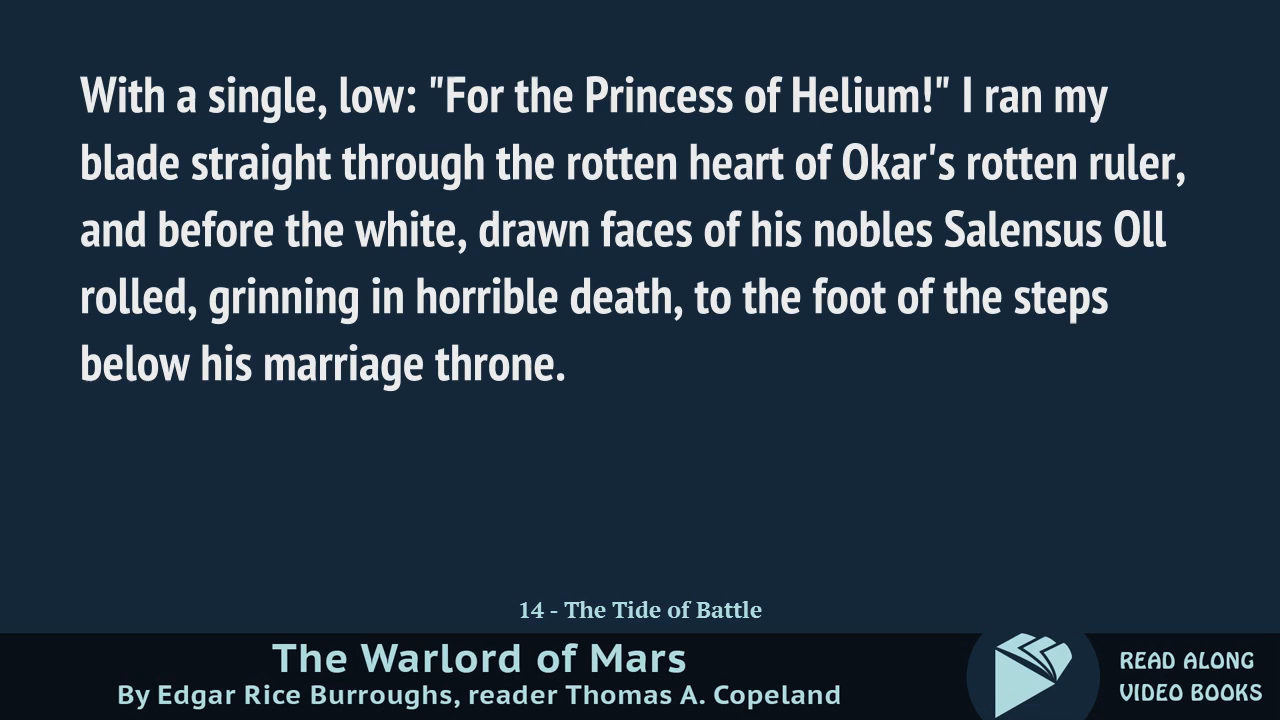 With a single, low: "For the Princess of Helium!" I ran my
blade straight through the rotten heart of Okar's rotten ruler,
and before the white, drawn faces of his nobles Salensus Oll
rolled, grinning in horrible death, to the foot of the steps
below his marriage throne.
14 - The Tide of Battle
The Warlord of Mars
By Edgar Rice Burroughs, reader Thomas A. Copeland
READ ALONG
VIDEO BOOKS